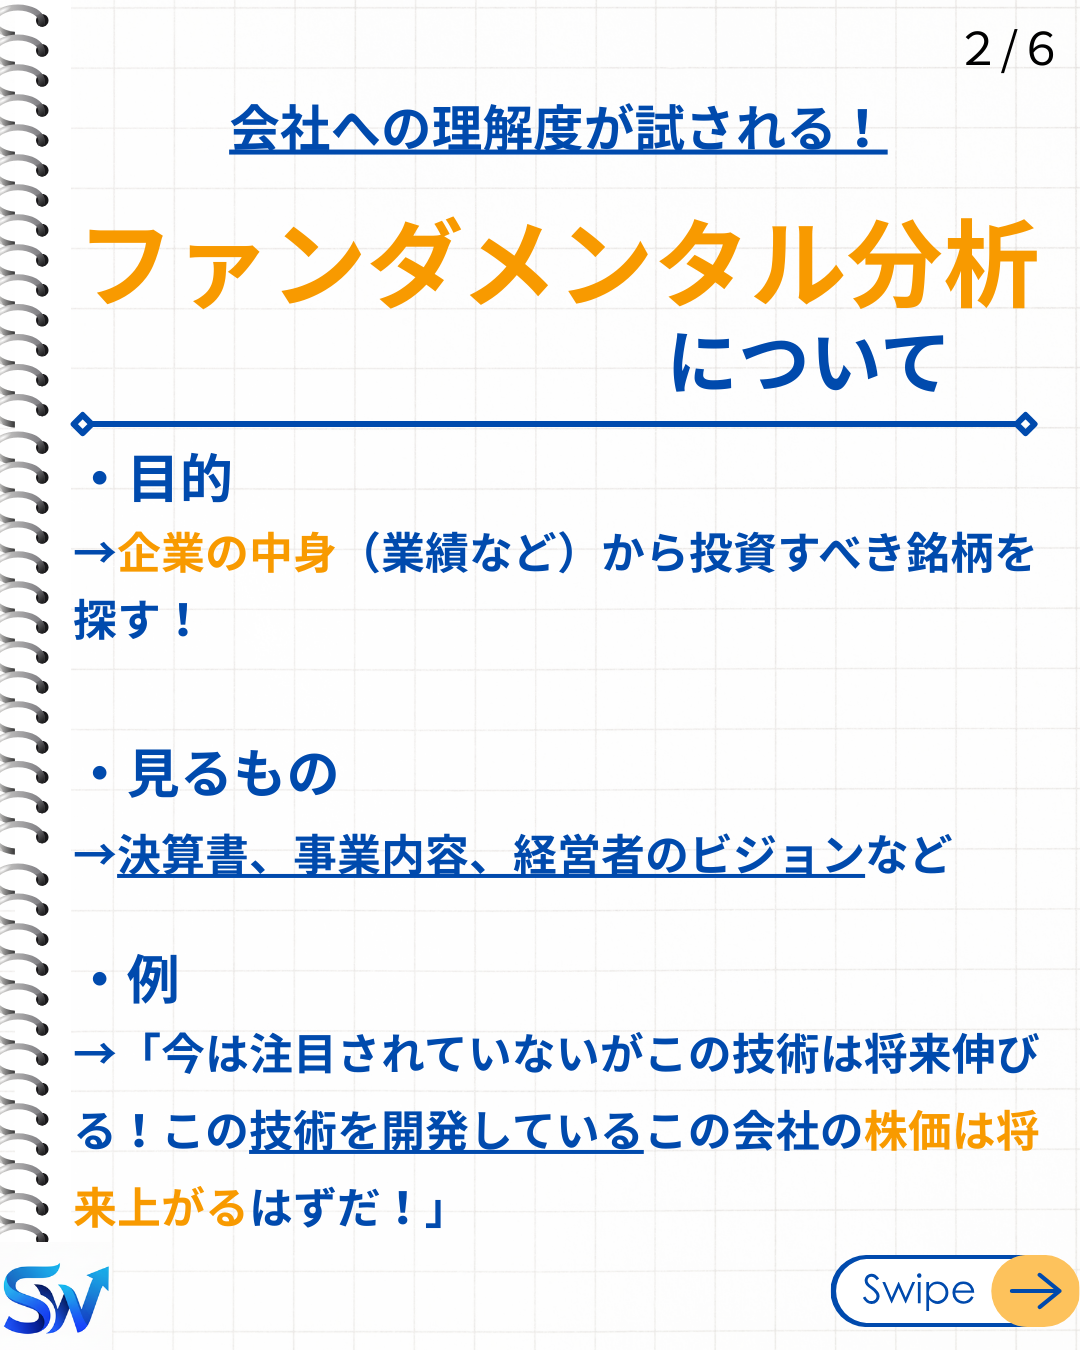 2/6
会社への理解度が試される！
ファンダメンタル分析
について
・目的
→企業の中身（業績など）から投資すべき銘柄を
探す！
・見るもの
→決算書、事業内容、経営者のビジョンなど
・例
→「今は注目されていないがこの技術は将来伸び
る！この技術を開発しているこの会社の株価は将
来上がるはずだ！」
SW
Swipe